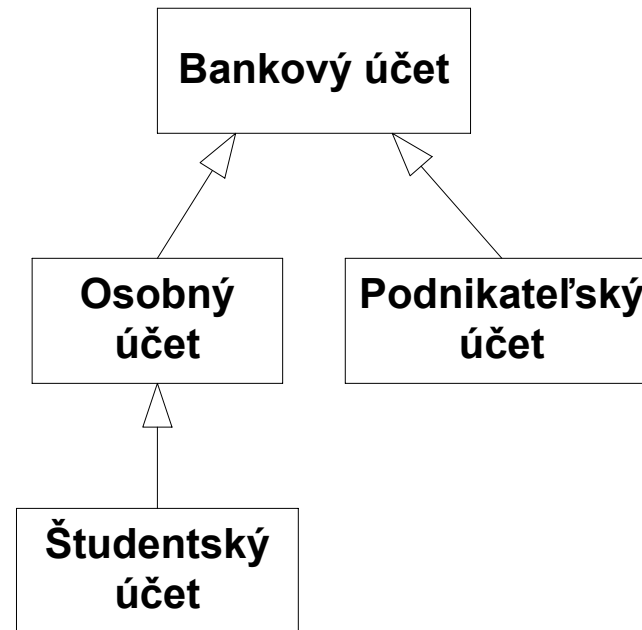 Bankový účet
Osobný
účet
Podnikateľský
účet
Študentský
účet